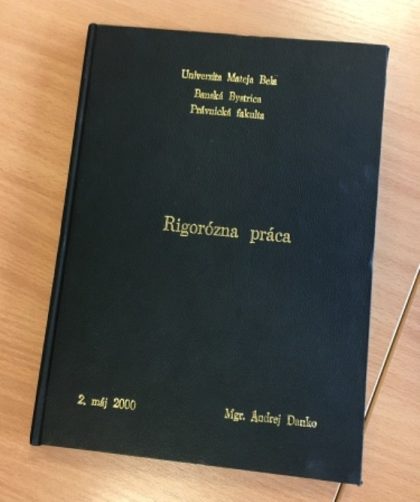 Univerzita Mateja Bela
Banská Bystrica
Právnická fakulta
Rigorózna práca
2. máj 2000
Mgr. Andrej Danko